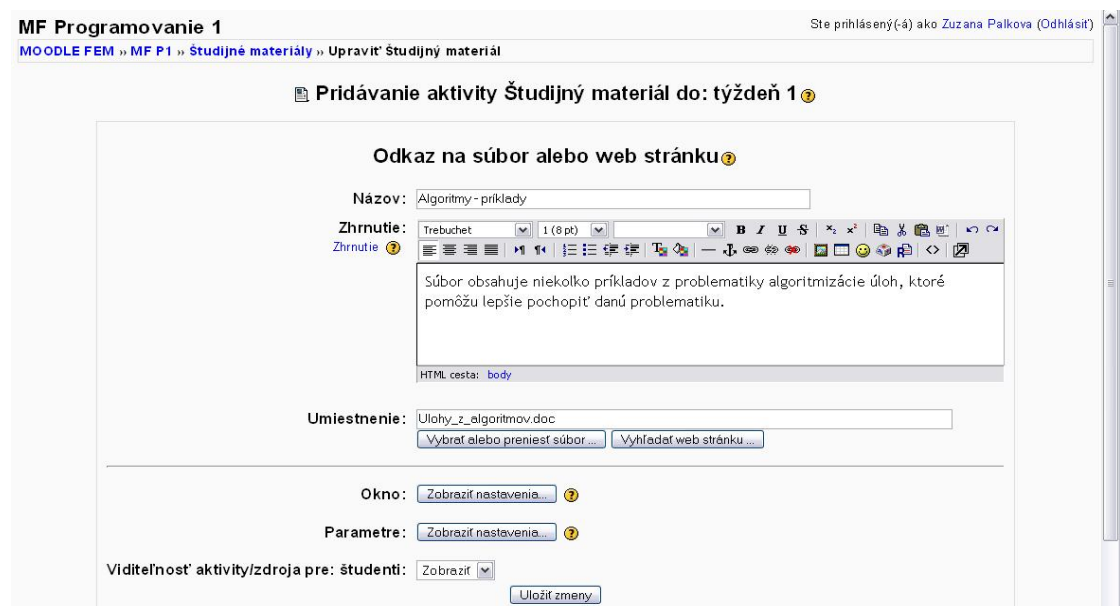 MF Programovanie 1
Ste prihlásený(-á) ako Zuzana Palkova (Odhlásiť)
MOODLE FEM » MF P1 » Študijné materiály » Upraviť Študijný materiál
Pridávanie aktivity Študijný materiál do: týždeň 1
Odkaz na súbor alebo web stránku
Názov: Algoritmy - príklady
Zhrnutie: Trebuchet 1 (8 pt) B I U S
Zhrnutie
Súbor obsahuje niekoľko príkladov z problematiky algoritmizácie úloh, ktoré
pomôžu lepšie pochopiť danú problematiku.
HTML cesta: body
Umiestnenie: Ulohy_z_algoritmov.doc
Vybrať alebo preniesť súbor ... Vyhľadať web stránku ...
Okno: Zobraziť nastavenia...
Parametre: Zobraziť nastavenia...
Viditeľnosť aktivity/zdroja pre: študenti: Zobraziť
Uložiť zmeny